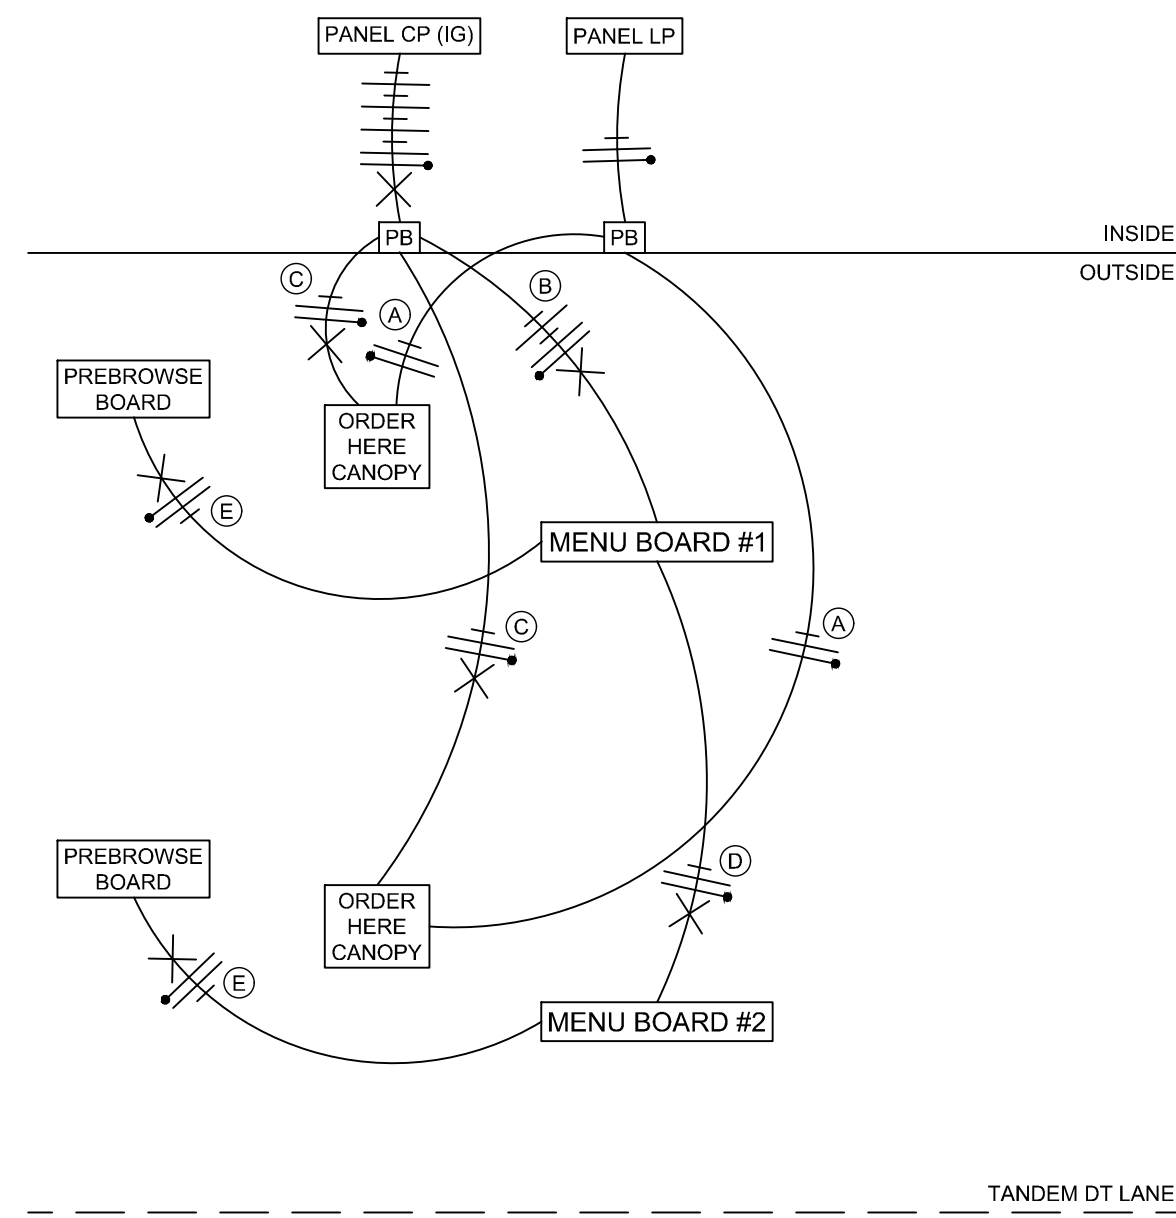 PANEL CP (IG)
PANEL LP
PB
PB
INSIDE
OUTSIDE
C
A
B
PREBROWSE
BOARD
ORDER
HERE
CANOPY
E
MENU BOARD #1
C
A
PREBROWSE
BOARD
D
ORDER
HERE
CANOPY
E
MENU BOARD #2
TANDEM DT LANE